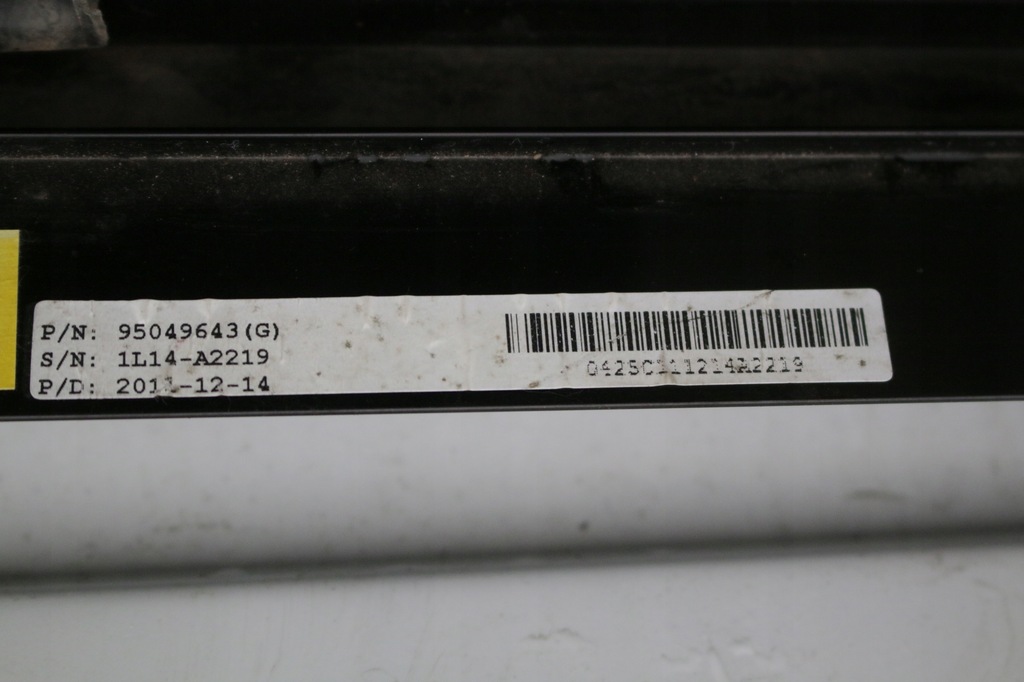 P/N: 95049643(G)
S/N: 1L14-A2219
P/D: 2011-12-14
0425C111214A2219